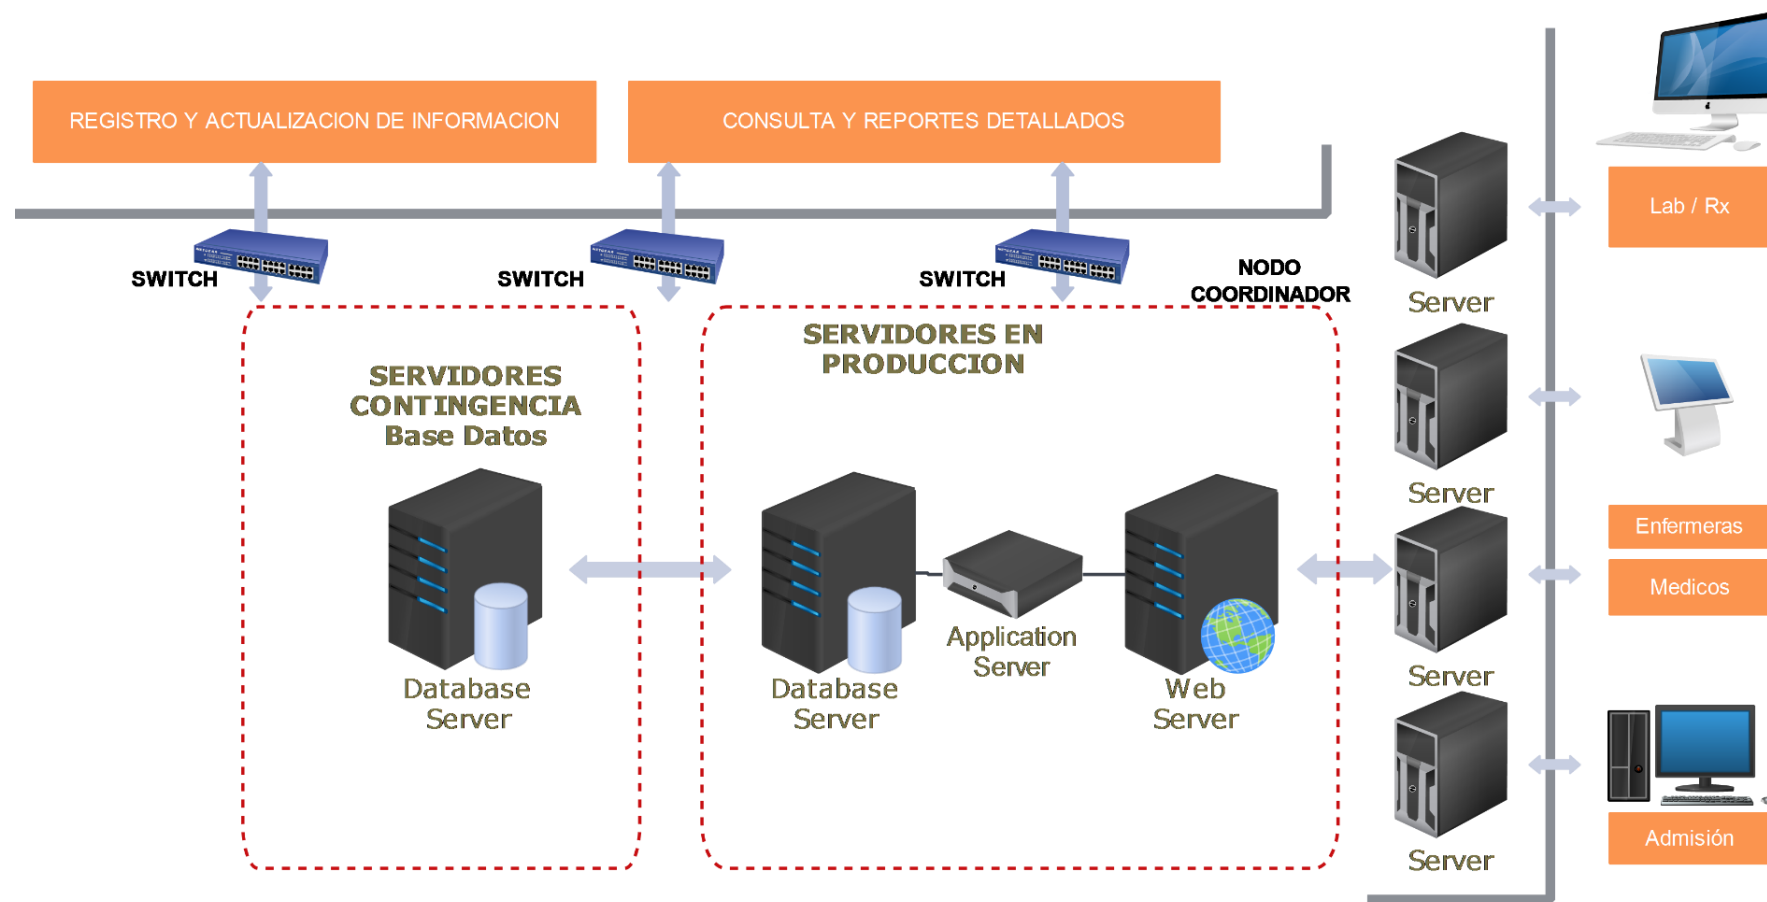 REGISTRO Y ACTUALIZACION DE INFORMACION
CONSULTA Y REPORTES DETALLADOS
SWITCH
SWITCH
SWITCH
NODO
COORDINADOR
SERVIDORES
CONTINGENCIA
Base Datos
SERVIDORES EN
PRODUCCION
Database
Server
Database
Server
Application
Server
Web
Server
Server
Server
Server
Server
Lab / Rx
Enfermeras
Medicos
Admisión